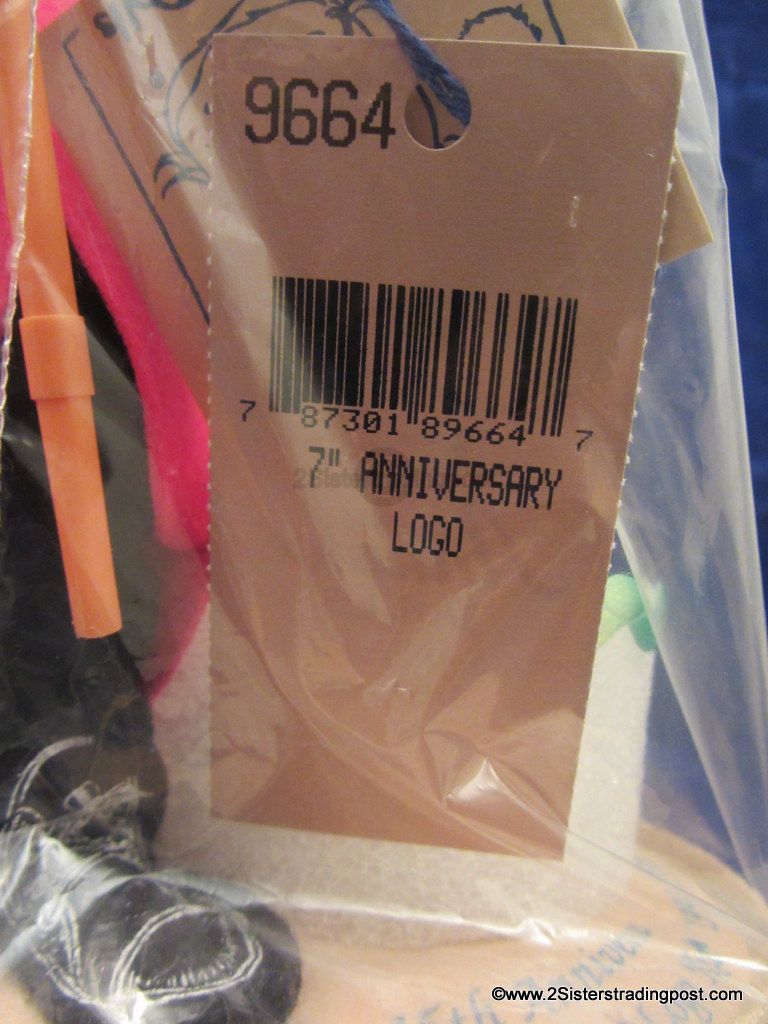 9664
7 87301 89664 7
7" ANNIVERSARY
LOGO
©www.2Sisterstradingpost.com